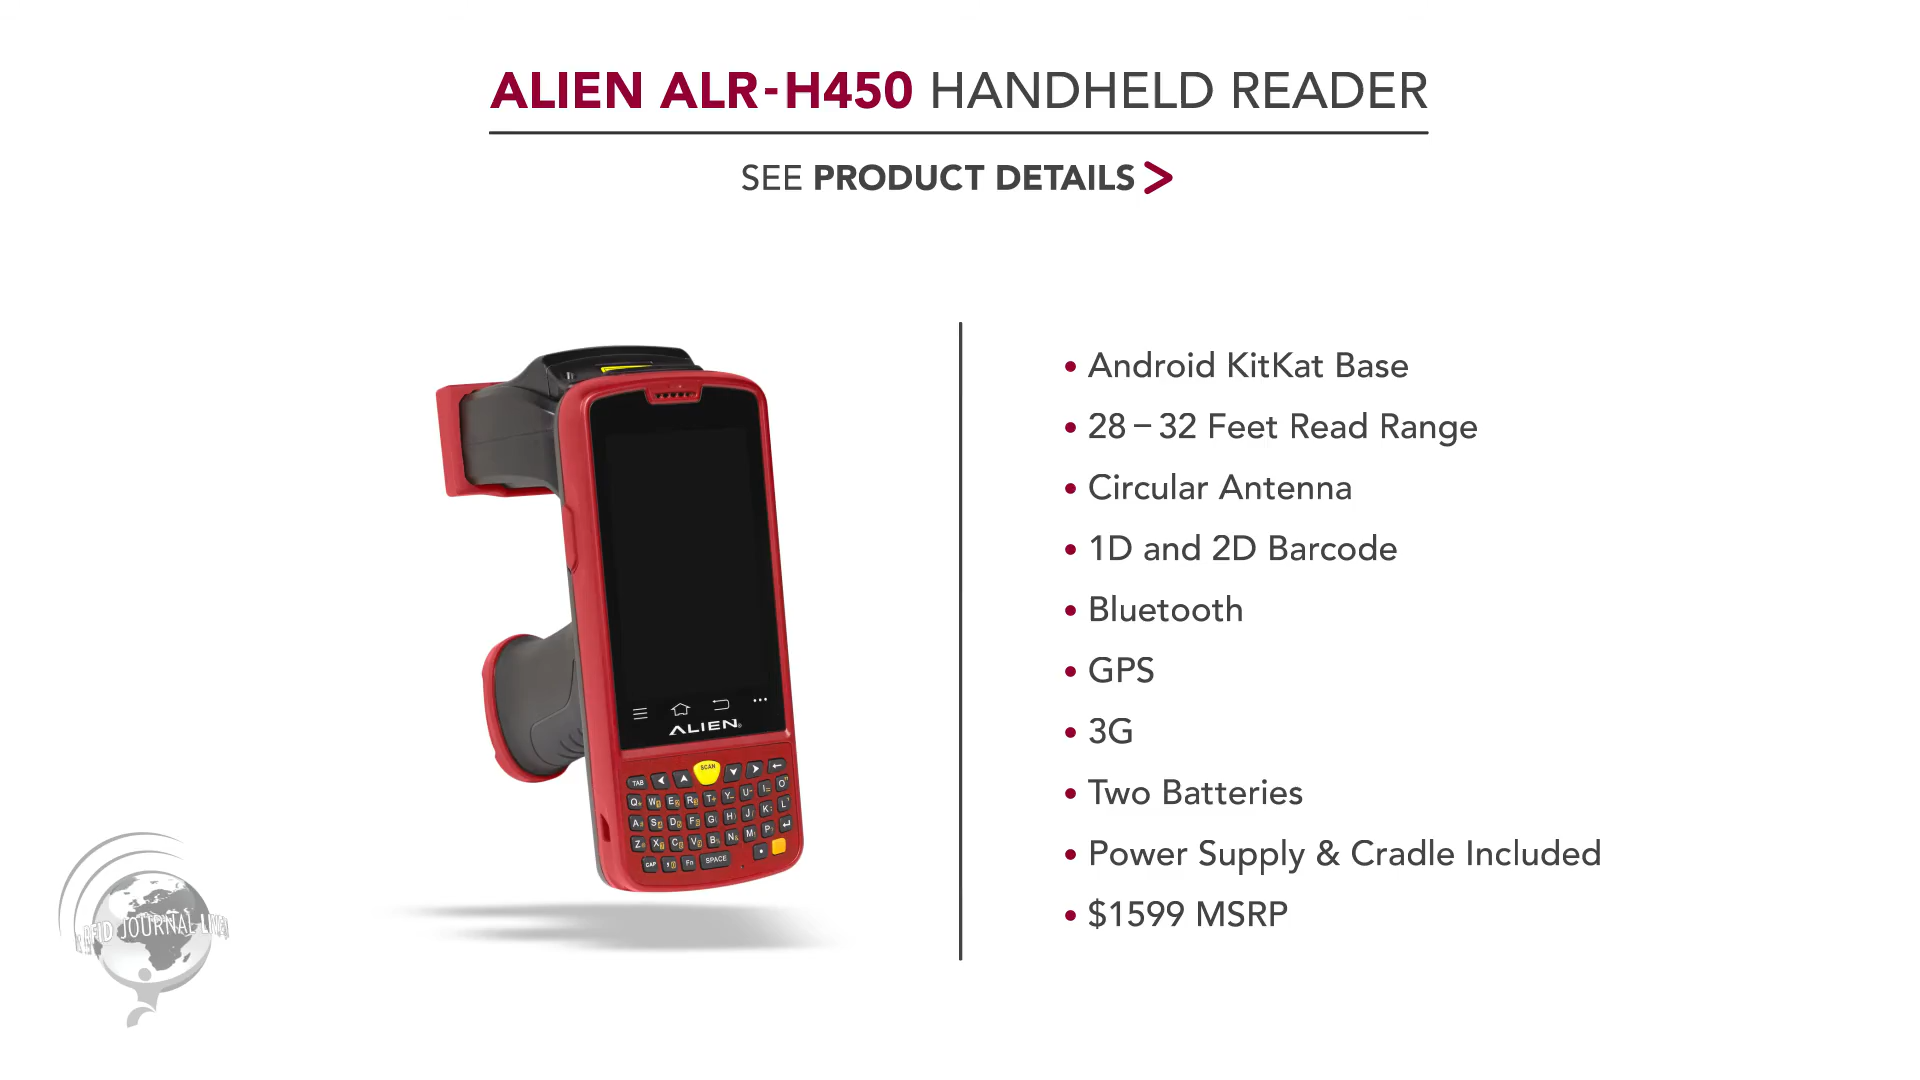 ALIEN ALR-H450 HANDHELD READER
SEE PRODUCT DETAILS >
• Android KitKat Base
• 28 – 32 Feet Read Range
• Circular Antenna
• 1D and 2D Barcode
• Bluetooth
• GPS
• 3G
• Two Batteries
• Power Supply & Cradle Included
• $1599 MSRP
ALIEN
TAB SCAN
Q W E R T Y U I O
A S D F G H J K L
Z X C V B N M P
CAP Fn SPACE
RFID JOURNAL LIVE!